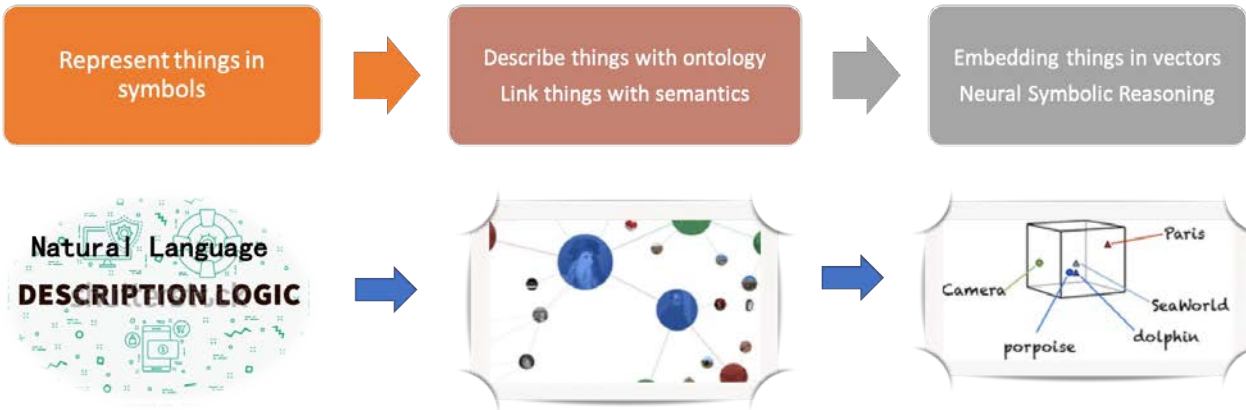 Represent things in
symbols
Describe things with ontology
Link things with semantics
Embedding things in vectors
Neural Symbolic Reasoning
Natural Language
DESCRIPTION LOGIC
Paris
Camera
SeaWorld
dolphin
porpoise